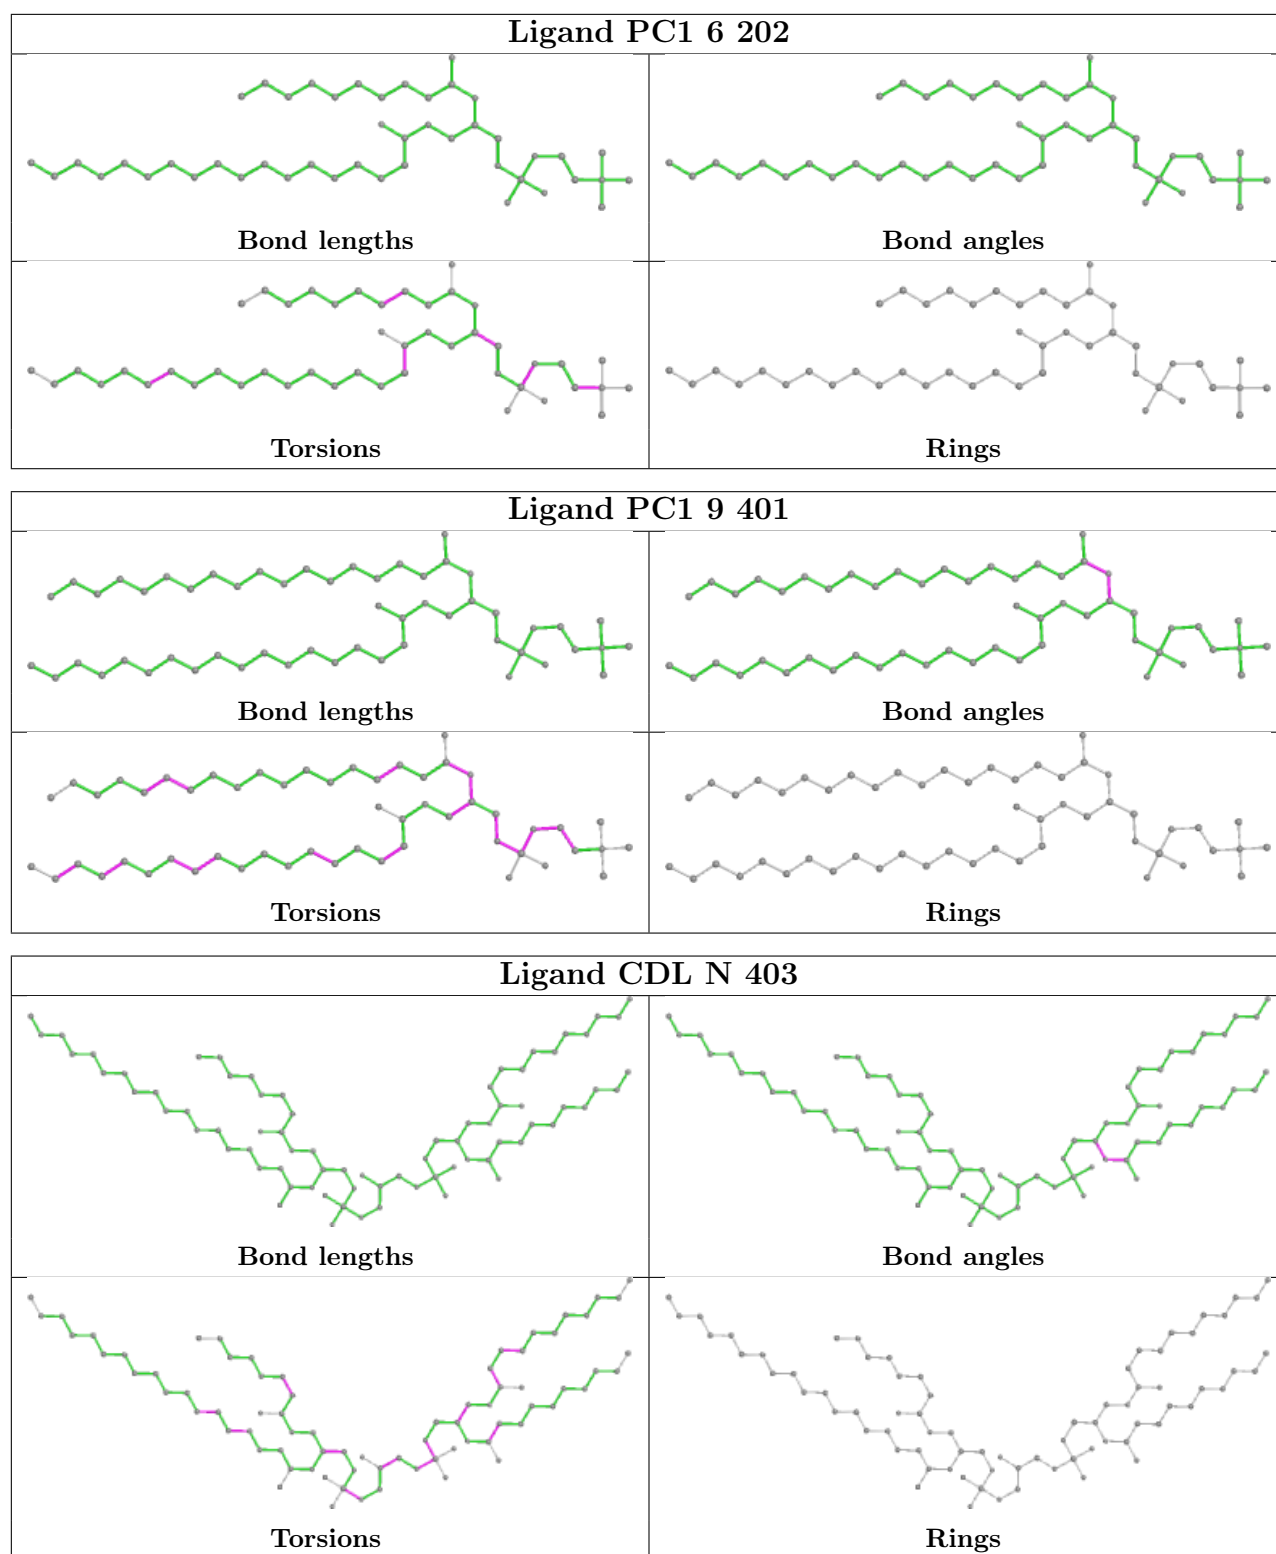 Ligand PC1 6 202
Bond lengths
Bond angles
Torsions
Rings
Ligand PC1 9 401
Bond lengths
Bond angles
Torsions
Rings
Ligand CDL N 403
Bond lengths
Bond angles
Torsions
Rings